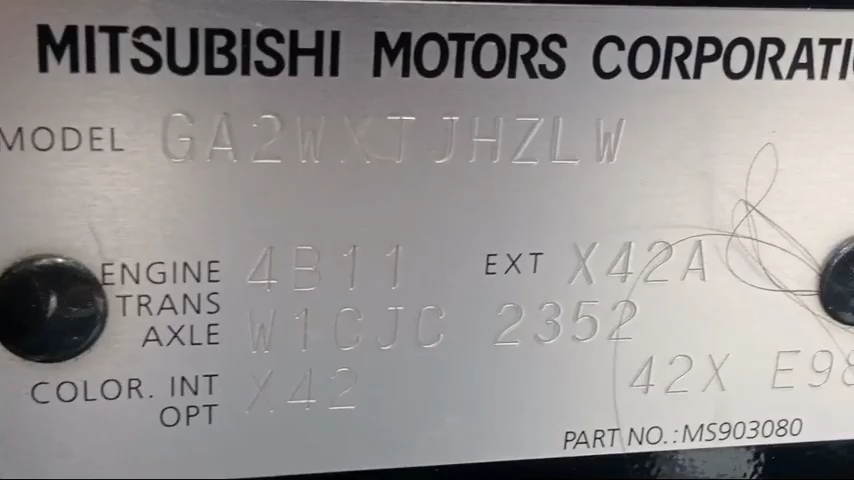 MITSUBISHI MOTORS CORPORATI
MODEL GA2WXTJHZLW
ENGINE 4B11 EXT X42A
TRANS
AXLE W1CJC 2352
COLOR. INT X42 42X E98
OPT
PART NO.:MS903080